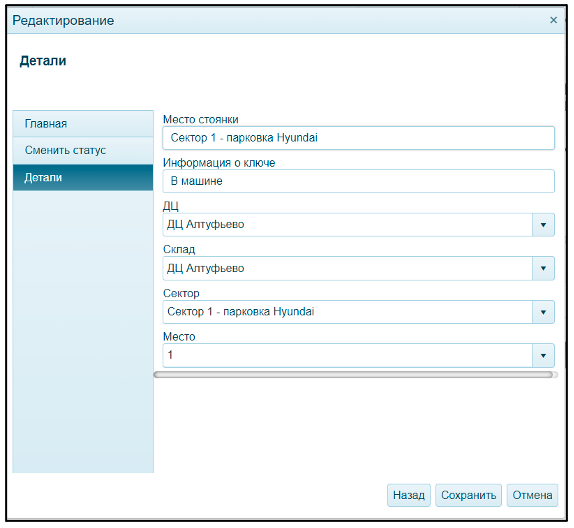 Редактирование
Детали
Главная
Сменить статус
Детали
Место стоянки
Сектор 1 - парковка Hyundai
Информация о ключе
В машине
ДЦ
ДЦ Алтуфьево
Склад
ДЦ Алтуфьево
Сектор
Сектор 1 - парковка Hyundai
Место
1
Назад Сохранить Отмена